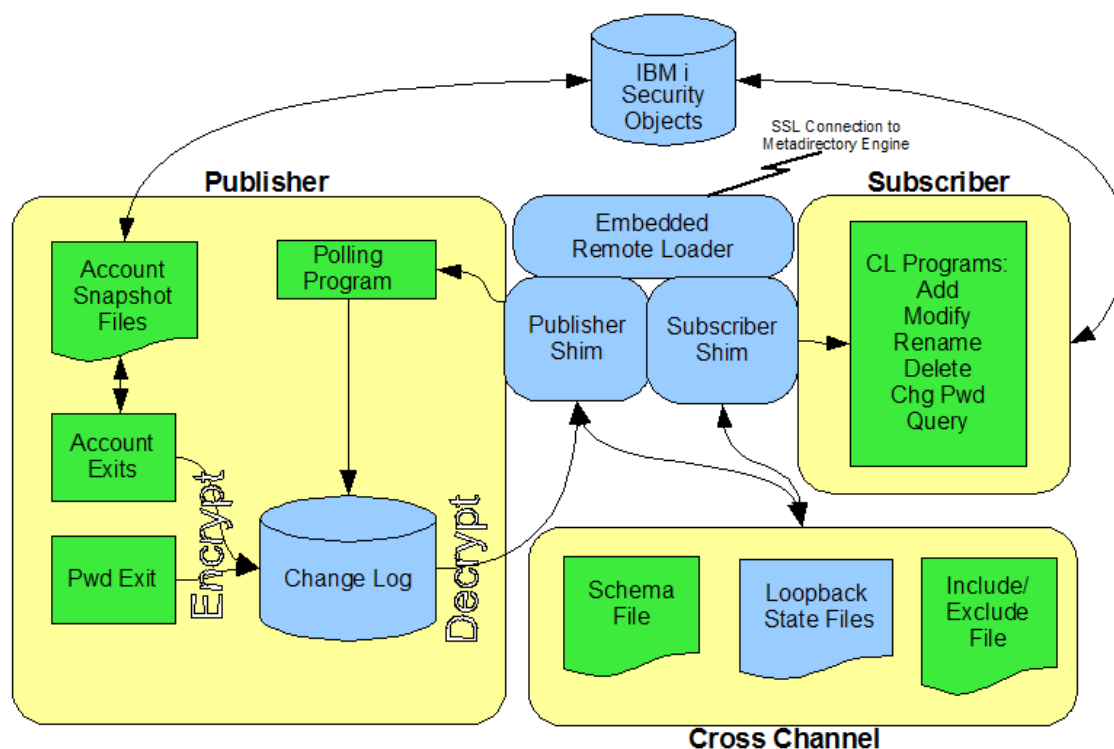 IBM i
Security
Objects
SSL Connection to
Metadirectory Engine
Publisher
Subscriber
Account
Snapshot
Files
Polling
Program
Embedded
Remote Loader
Publisher
Shim
Subscriber
Shim
CL Programs:
Add
Modify
Rename
Delete
Chg Pwd
Query
Account
Exits
Pwd Exit
Encrypt
Change Log
Decrypt
Schema
File
Loopback
State Files
Include/
Exclude
File
Cross Channel